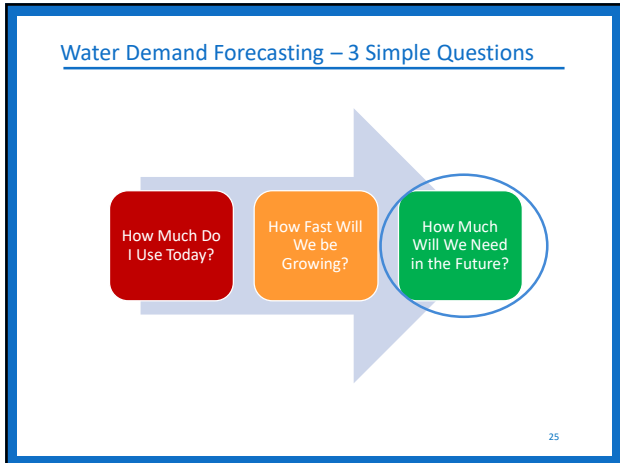 Water Demand Forecasting – 3 Simple Questions
How Much Do
I Use Today?
How Fast Will
We be
Growing?
How Much
Will We Need
in the Future?
25